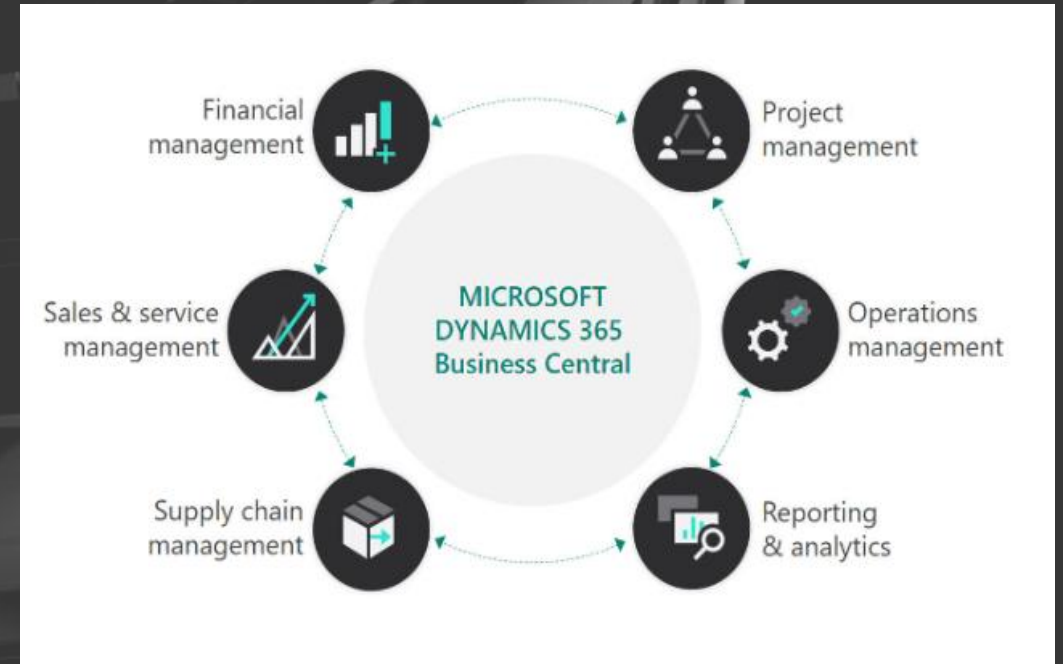 Financial
management
Project
management
Sales & service
management
MICROSOFT
DYNAMICS 365
Business Central
Operations
management
Supply chain
management
Reporting
& analytics